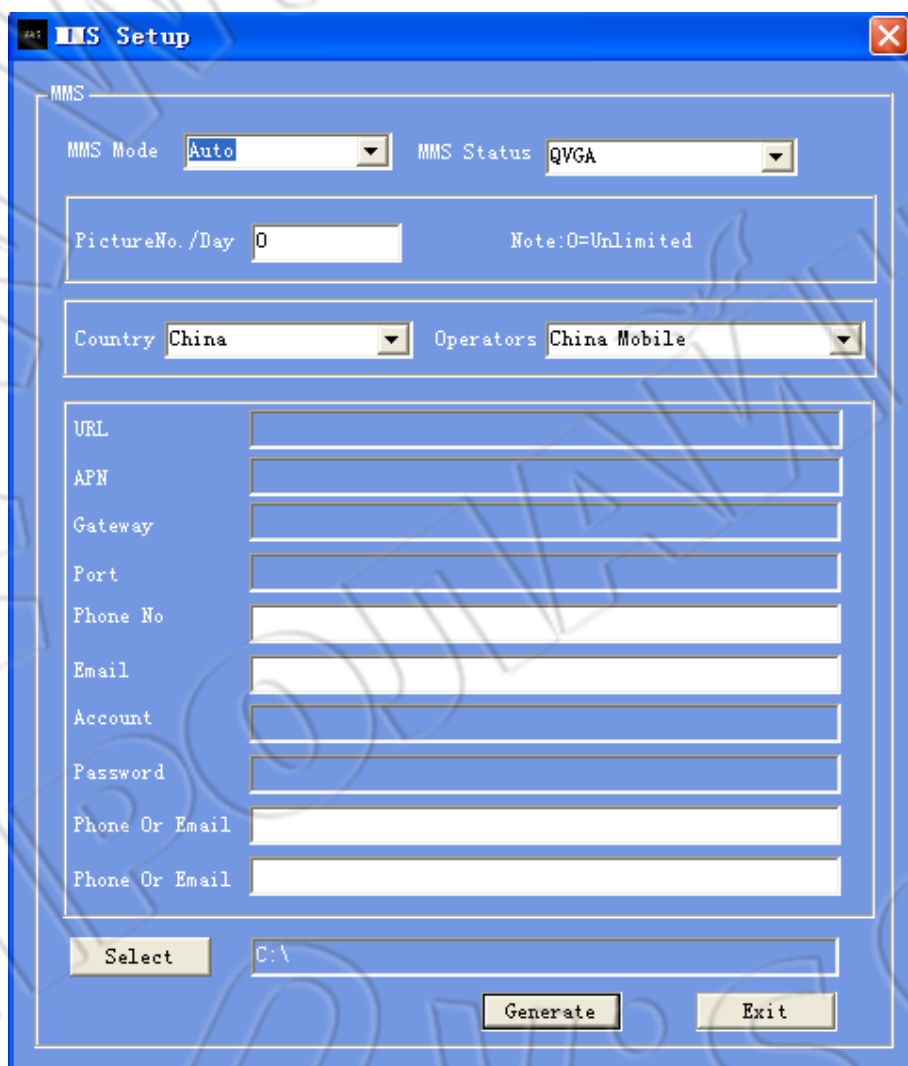 MMS Setup
MMS
MMS Mode Auto MMS Status QVGA
PictureNo./Day 0 Note:0=Unlimited
Country China Operators China Mobile
URL
APN
Gateway
Port
Phone No
Email
Account
Password
Phone Or Email
Phone Or Email
Select C:\
Generate Exit